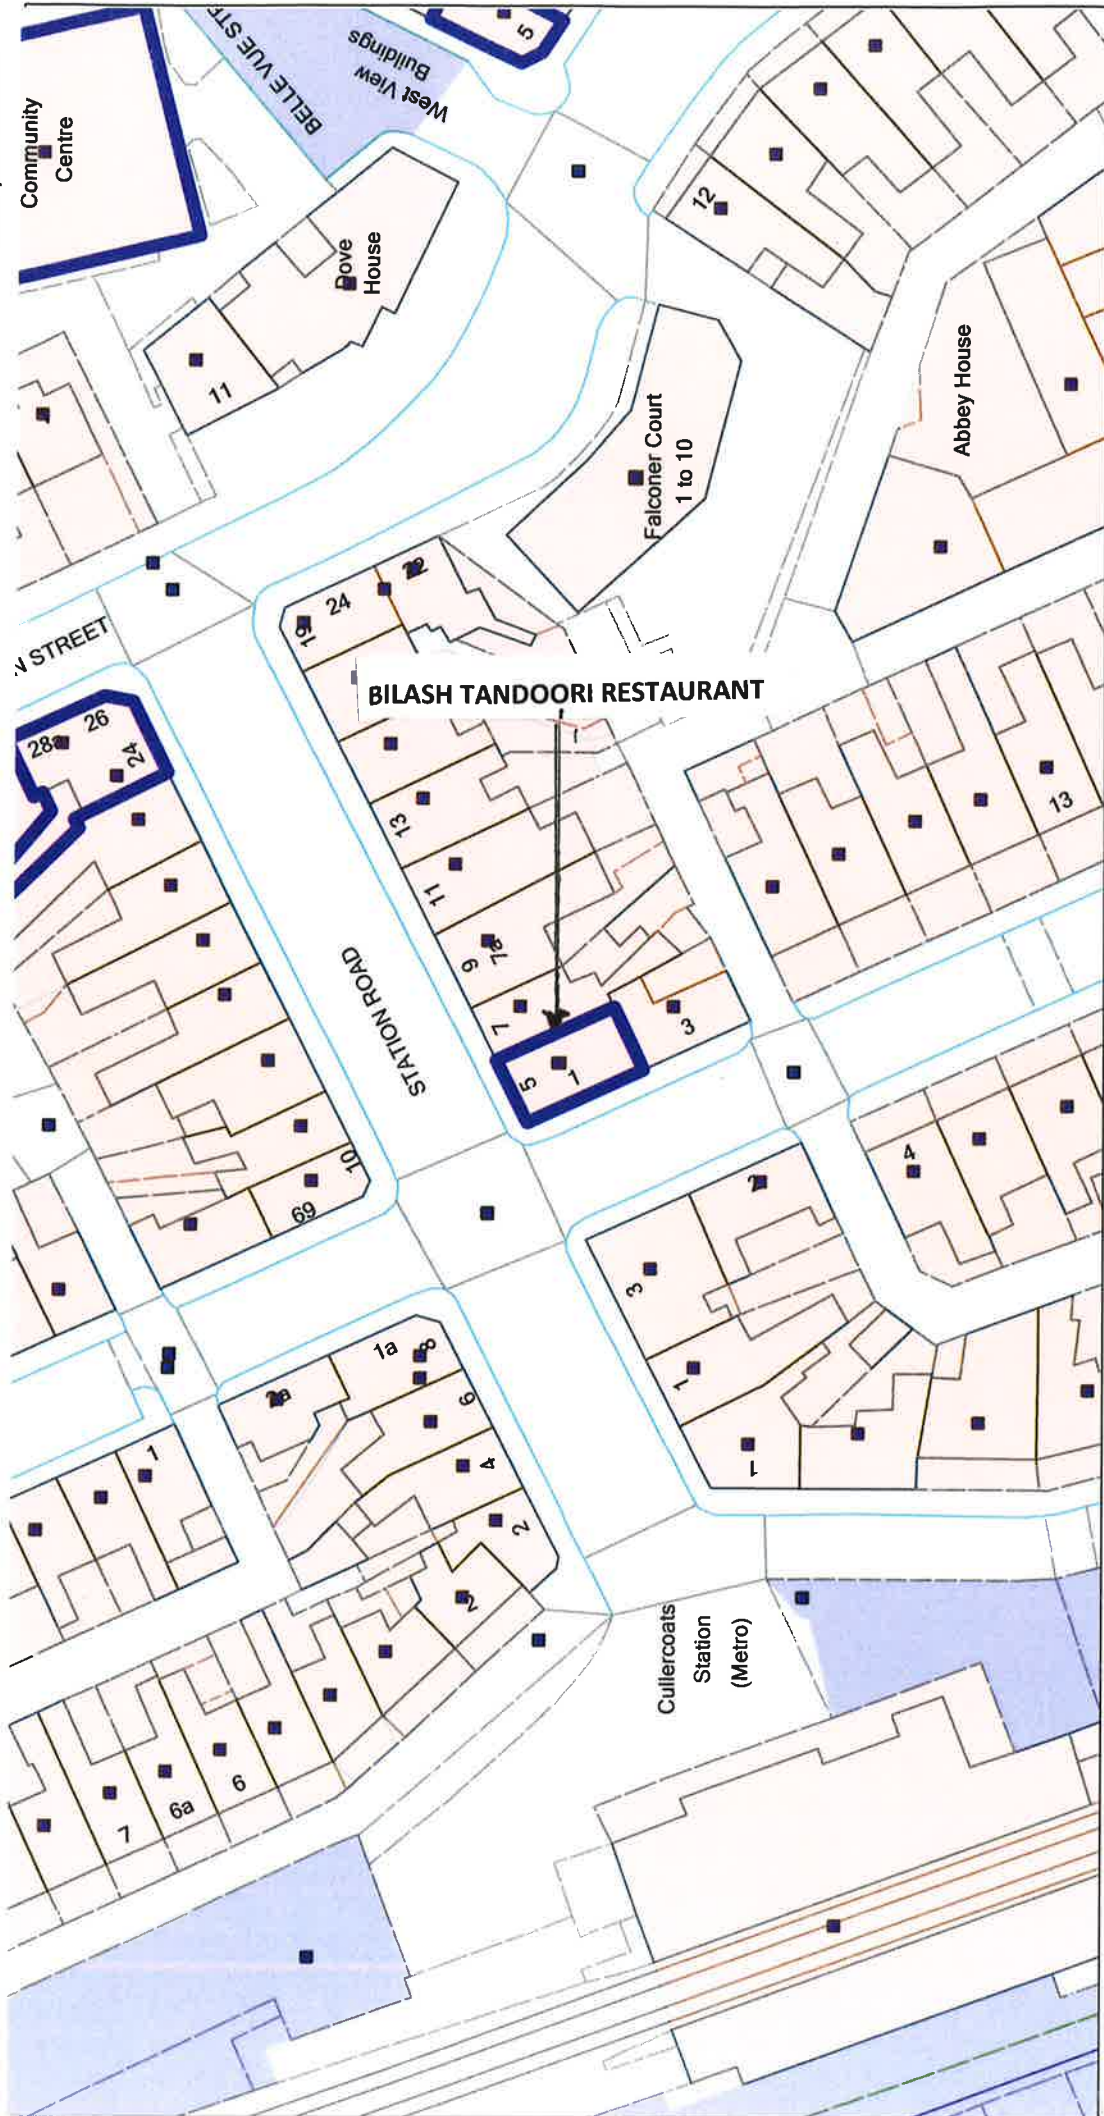 Community
Centre
BELLE VUE STR
West View
Buildings
5
Dove
House
11
12
Falconer Court
1 to 10
Abbey House
N STREET
19
24
22
BILASH TANDOORI RESTAURANT
28a
26
24
13
11
9
7a
7
5
1
3
13
STATION ROAD
10
69
4
2
3
1
1
1a
8
2a
6
4
2
2
1
7
6a
6
Cullercoats
Station
(Metro)